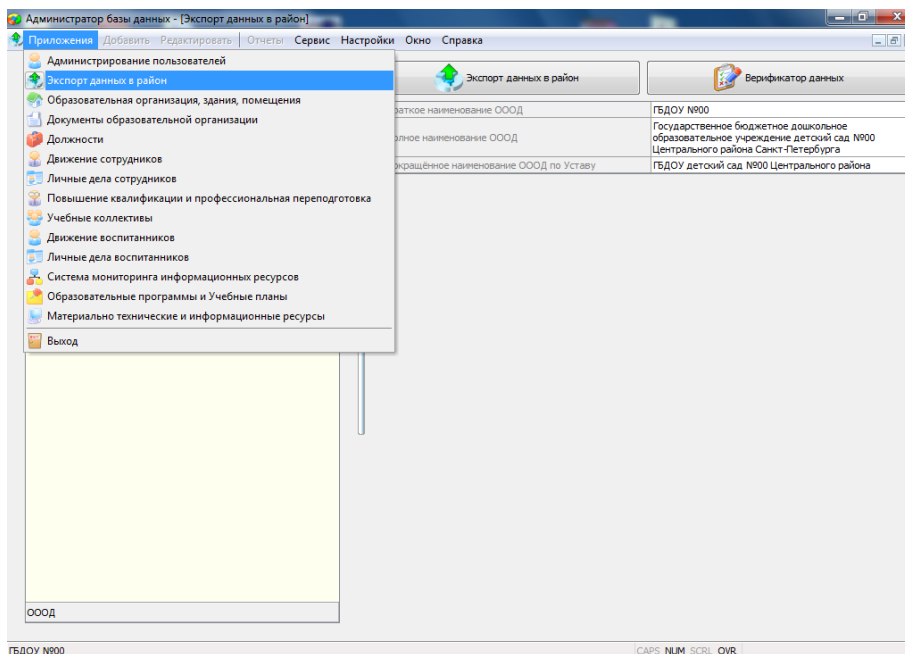 Администратор базы данных - [Экспорт данных в район]
Приложения Добавить Редактировать Отчеты Сервис Настройки Окно Справка
Администрирование пользователей
Экспорт данных в район
Образовательная организация, здания, помещения
Документы образовательной организации
Должности
Движение сотрудников
Личные дела сотрудников
Повышение квалификации и профессиональная переподготовка
Учебные коллективы
Движение воспитанников
Личные дела воспитанников
Система мониторинга информационных ресурсов
Образовательные программы и Учебные планы
Материально технические и информационные ресурсы
Выход
Экспорт данных в район
Верификатор данных
раткое наименование ОООД
ГБДОУ №00
олное наименование ОООД
Государственное бюджетное дошкольное
образовательное учреждение детский сад №00
Центрального района Санкт-Петербурга
окращённое наименование ОООД по Уставу
ГБДОУ детский сад №00 Центрального района
ОООД
ГБДОУ №00
CAPS NUM SCRL OVR